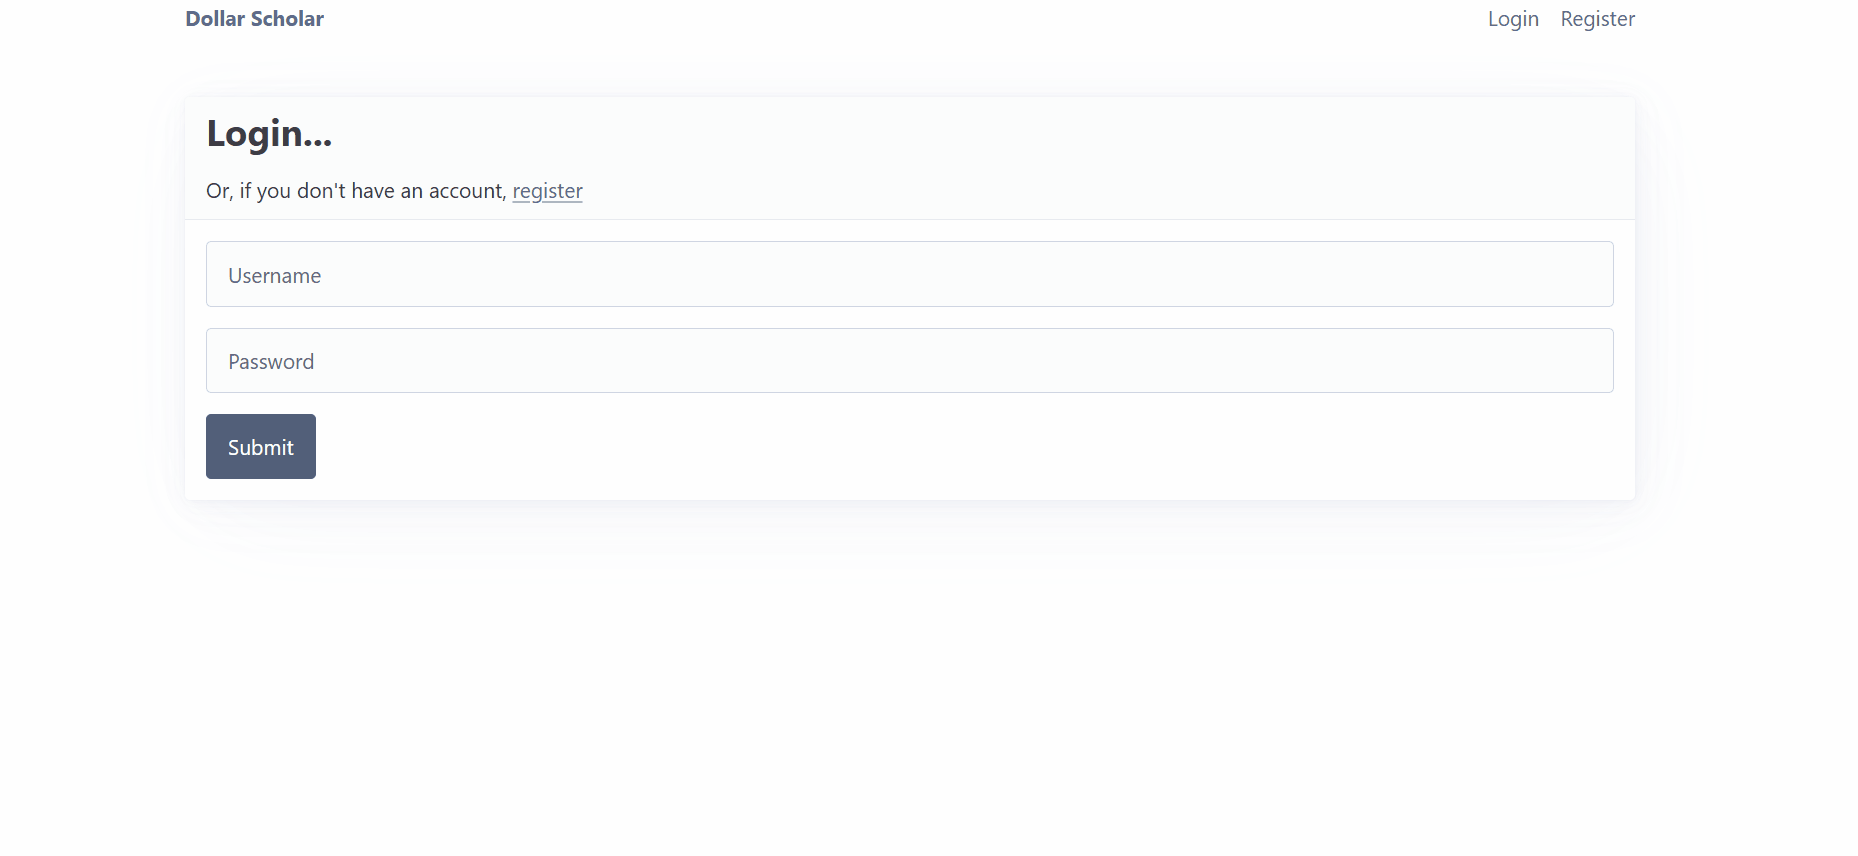 Dollar Scholar
Login Register
Login...
Or, if you don't have an account, register
Username
Password
Submit